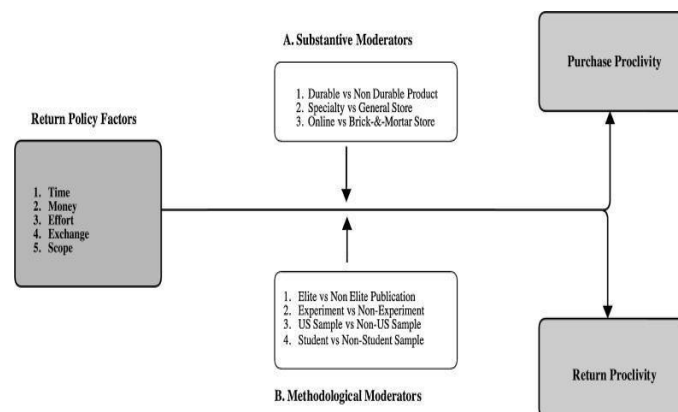 A. Substantive Moderators
1. Durable vs Non Durable Product
2. Specialty vs General Store
3. Online vs Brick-&-Mortar Store
Purchase Proclivity
Return Policy Factors
1. Time
2. Money
3. Effort
4. Exchange
5. Scope
1. Elite vs Non Elite Publication
2. Experiment vs Non-Experiment
3. US Sample vs Non-US Sample
4. Student vs Non-Student Sample
B. Methodological Moderators
Return Proclivity